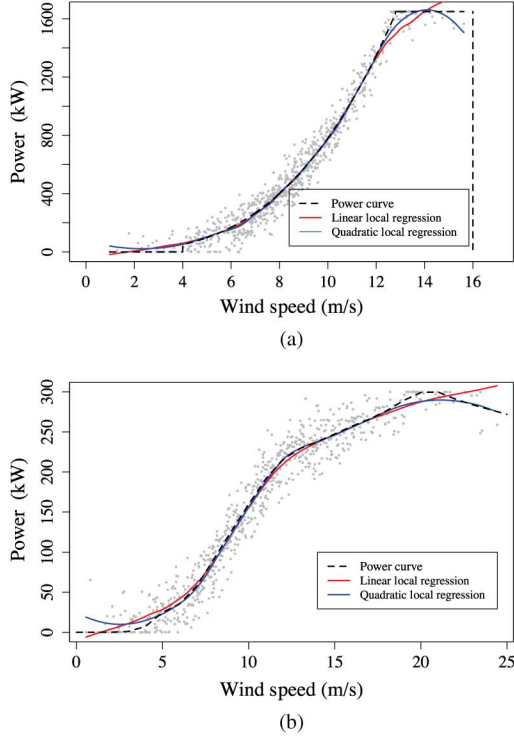 1600
1200
800
400
0
Power (kW)
Power curve
Linear local regression
Quadratic local regression
0 2 4 6 8 10 12 14 16
Wind speed (m/s)
(a)
300
250
200
150
100
50
0
Power (kW)
Power curve
Linear local regression
Quadratic local regression
0 5 10 15 20 25
Wind speed (m/s)
(b)